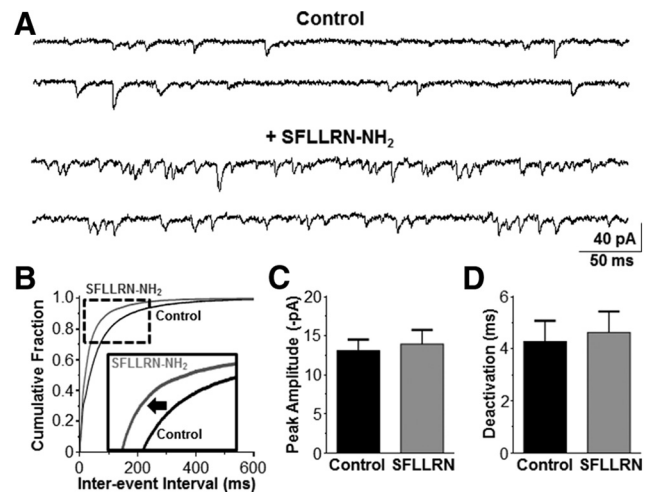 A
Control
+ SFLLRN-NH2
40 pA
50 ms
B
SFLLRN-NH2
Control
SFLLRN-NH2
Control
Cumulative Fraction
1.0
0.8
0.6
0.4
0.2
0
0 200 400 600
Inter-event Interval (ms)
C
Peak Amplitude (-pA)
20
15
10
5
0
Control SFLLRN
D
Deactivation (ms)
6
4
2
0
Control SFLLRN